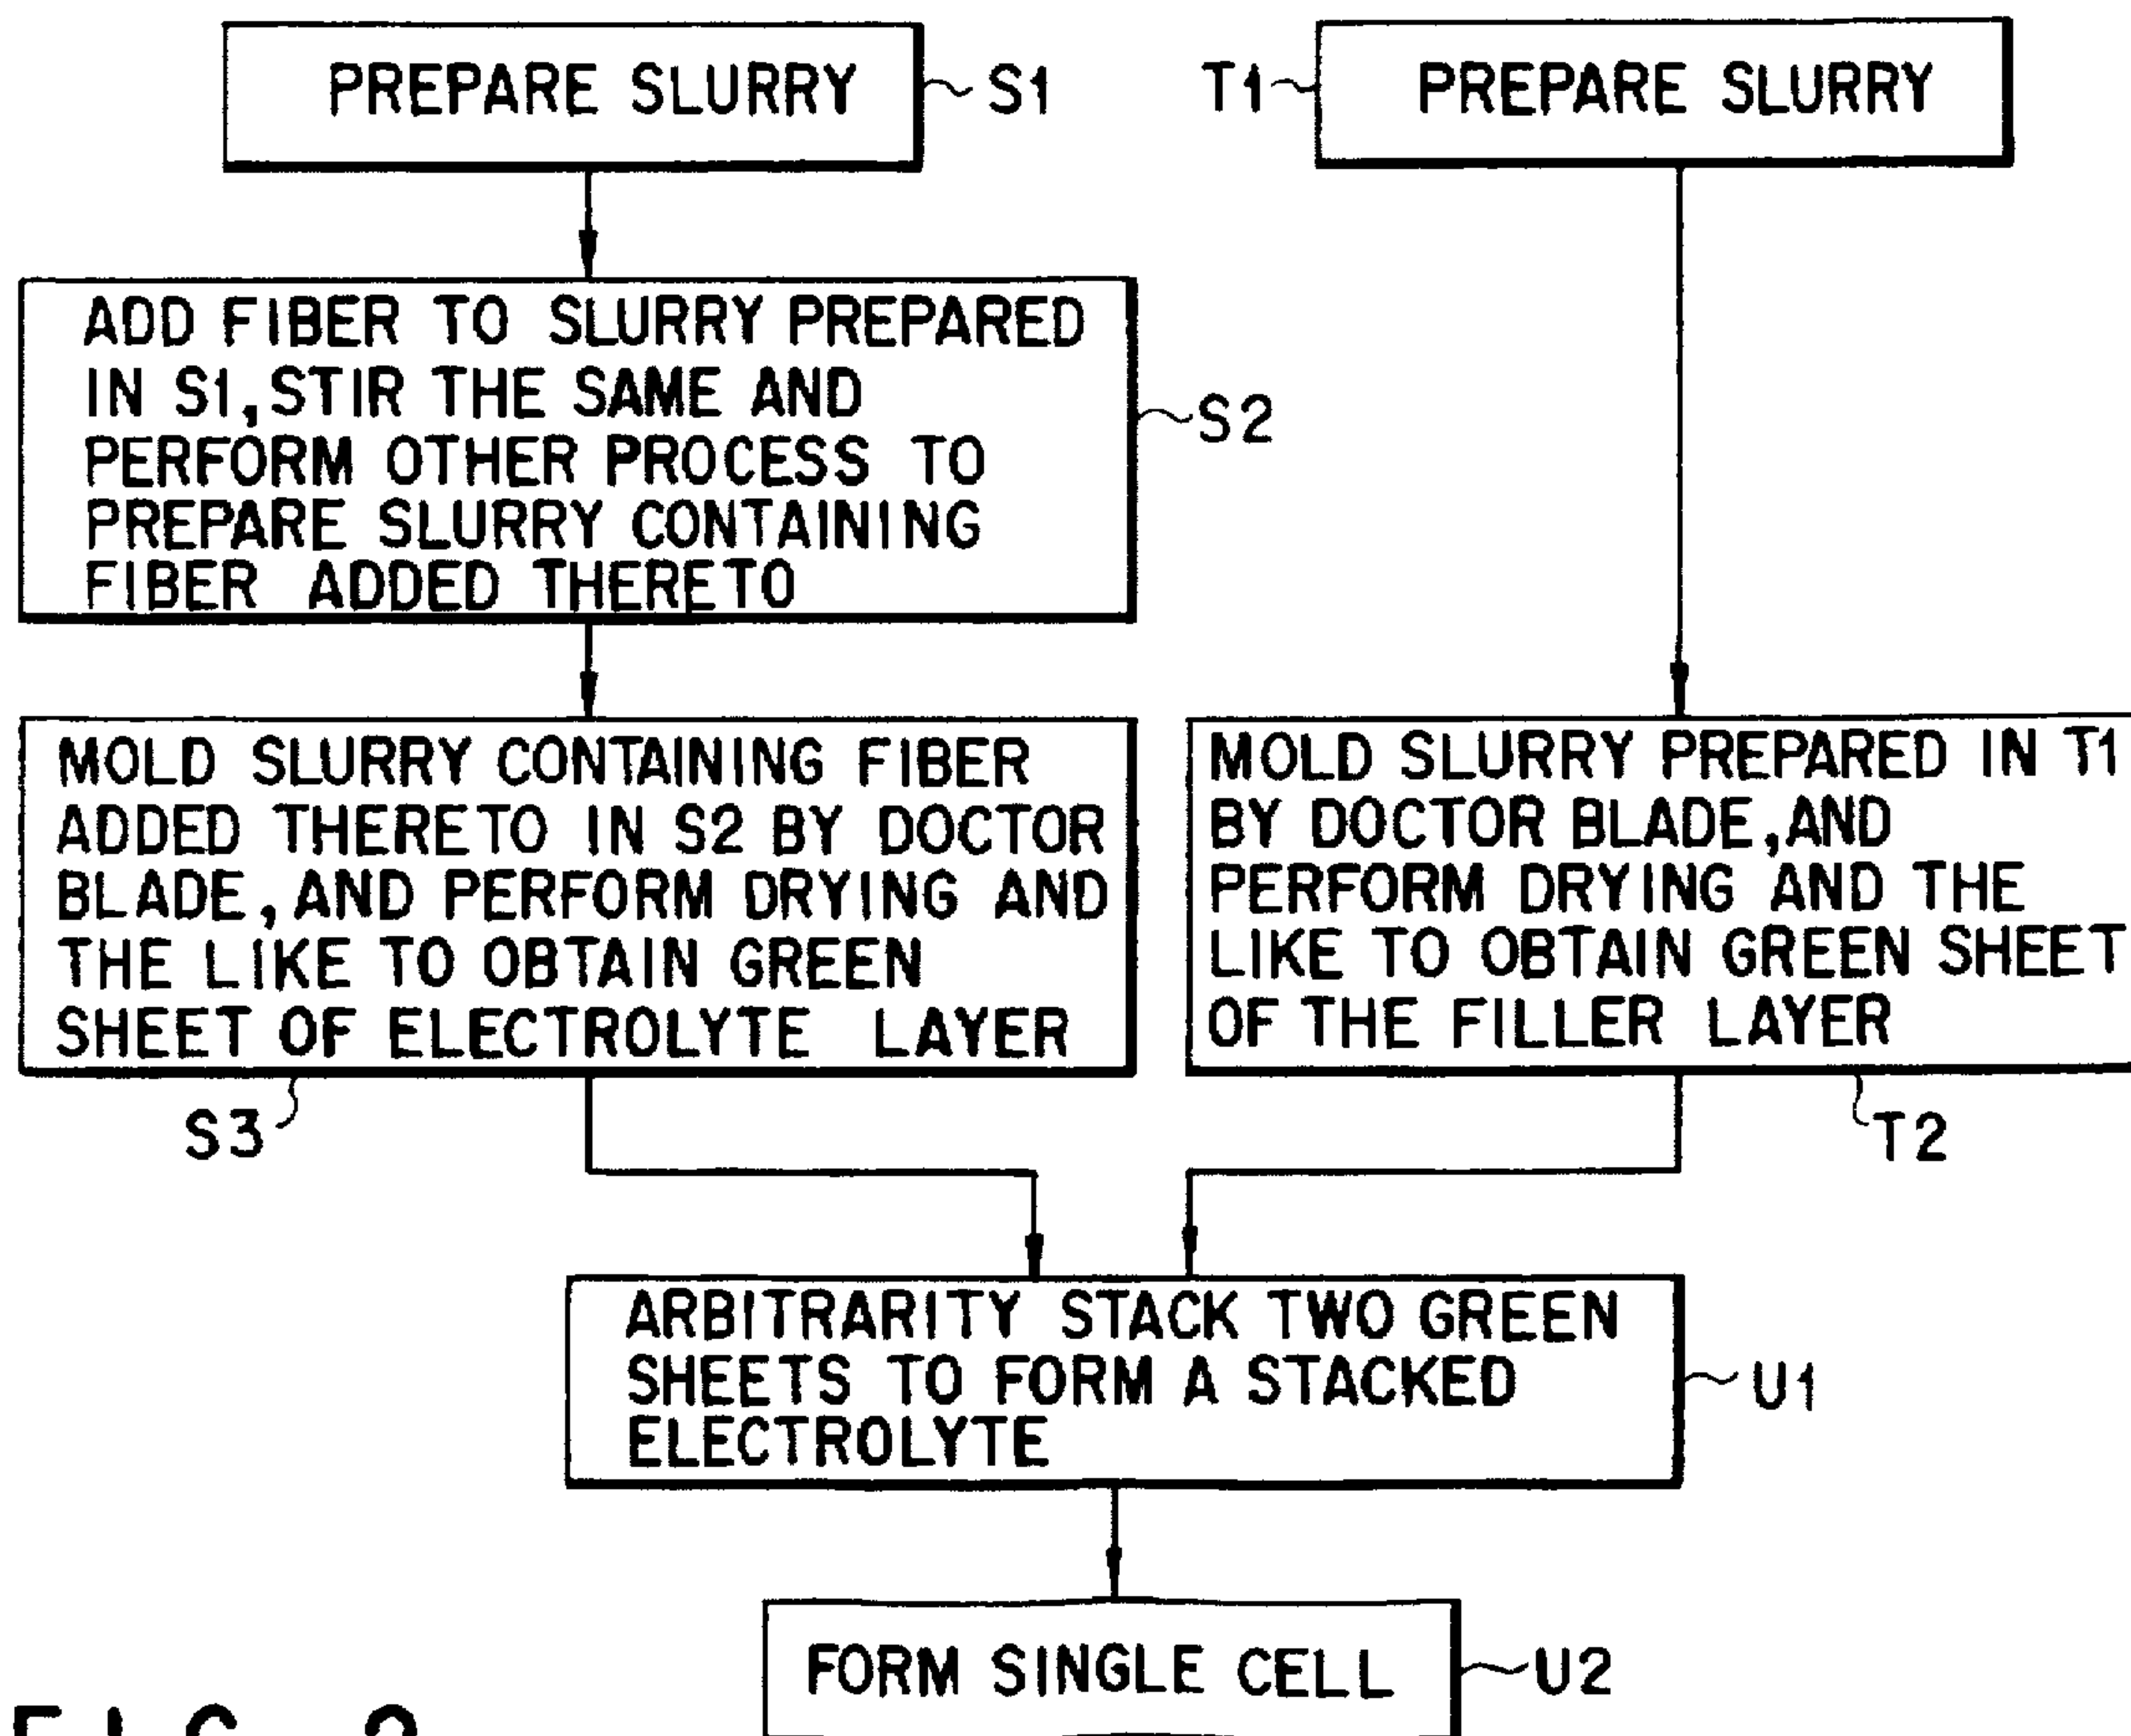 PREPARE SLURRY
S1
T1
PREPARE SLURRY
ADD FIBER TO SLURRY PREPARED
IN S1, STIR THE SAME AND
PERFORM OTHER PROCESS TO
PREPARE SLURRY CONTAINING
FIBER ADDED THERETO
S2
MOLD SLURRY CONTAINING FIBER
ADDED THERETO IN S2 BY DOCTOR
BLADE, AND PERFORM DRYING AND
THE LIKE TO OBTAIN GREEN
SHEET OF ELECTROLYTE LAYER
S3
MOLD SLURRY PREPARED IN T1
BY DOCTOR BLADE, AND
PERFORM DRYING AND THE
LIKE TO OBTAIN GREEN SHEET
OF THE FILLER LAYER
T2
ARBITRARITY STACK TWO GREEN
SHEETS TO FORM A STACKED
ELECTROLYTE
U1
FORM SINGLE CELL
U2